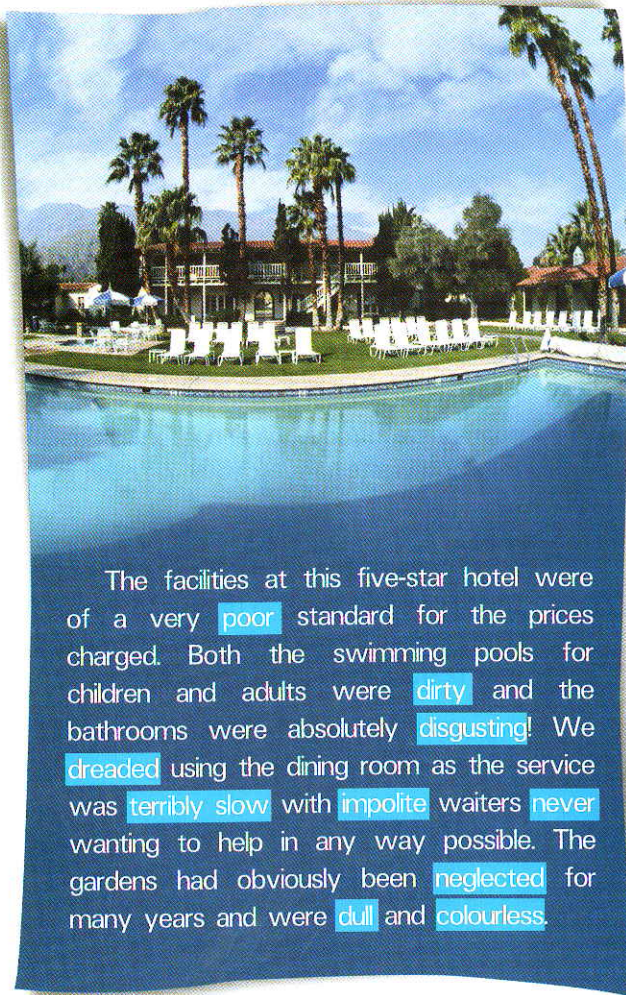 The facilities at this five-star hotel were
of a very poor standard for the prices
charged. Both the swimming pools for
children and adults were dirty and the
bathrooms were absolutely disgusting! We
dreaded using the dining room as the service
was terribly slow with impolite waiters never
wanting to help in any way possible. The
gardens had obviously been neglected for
many years and were dull and colourless.